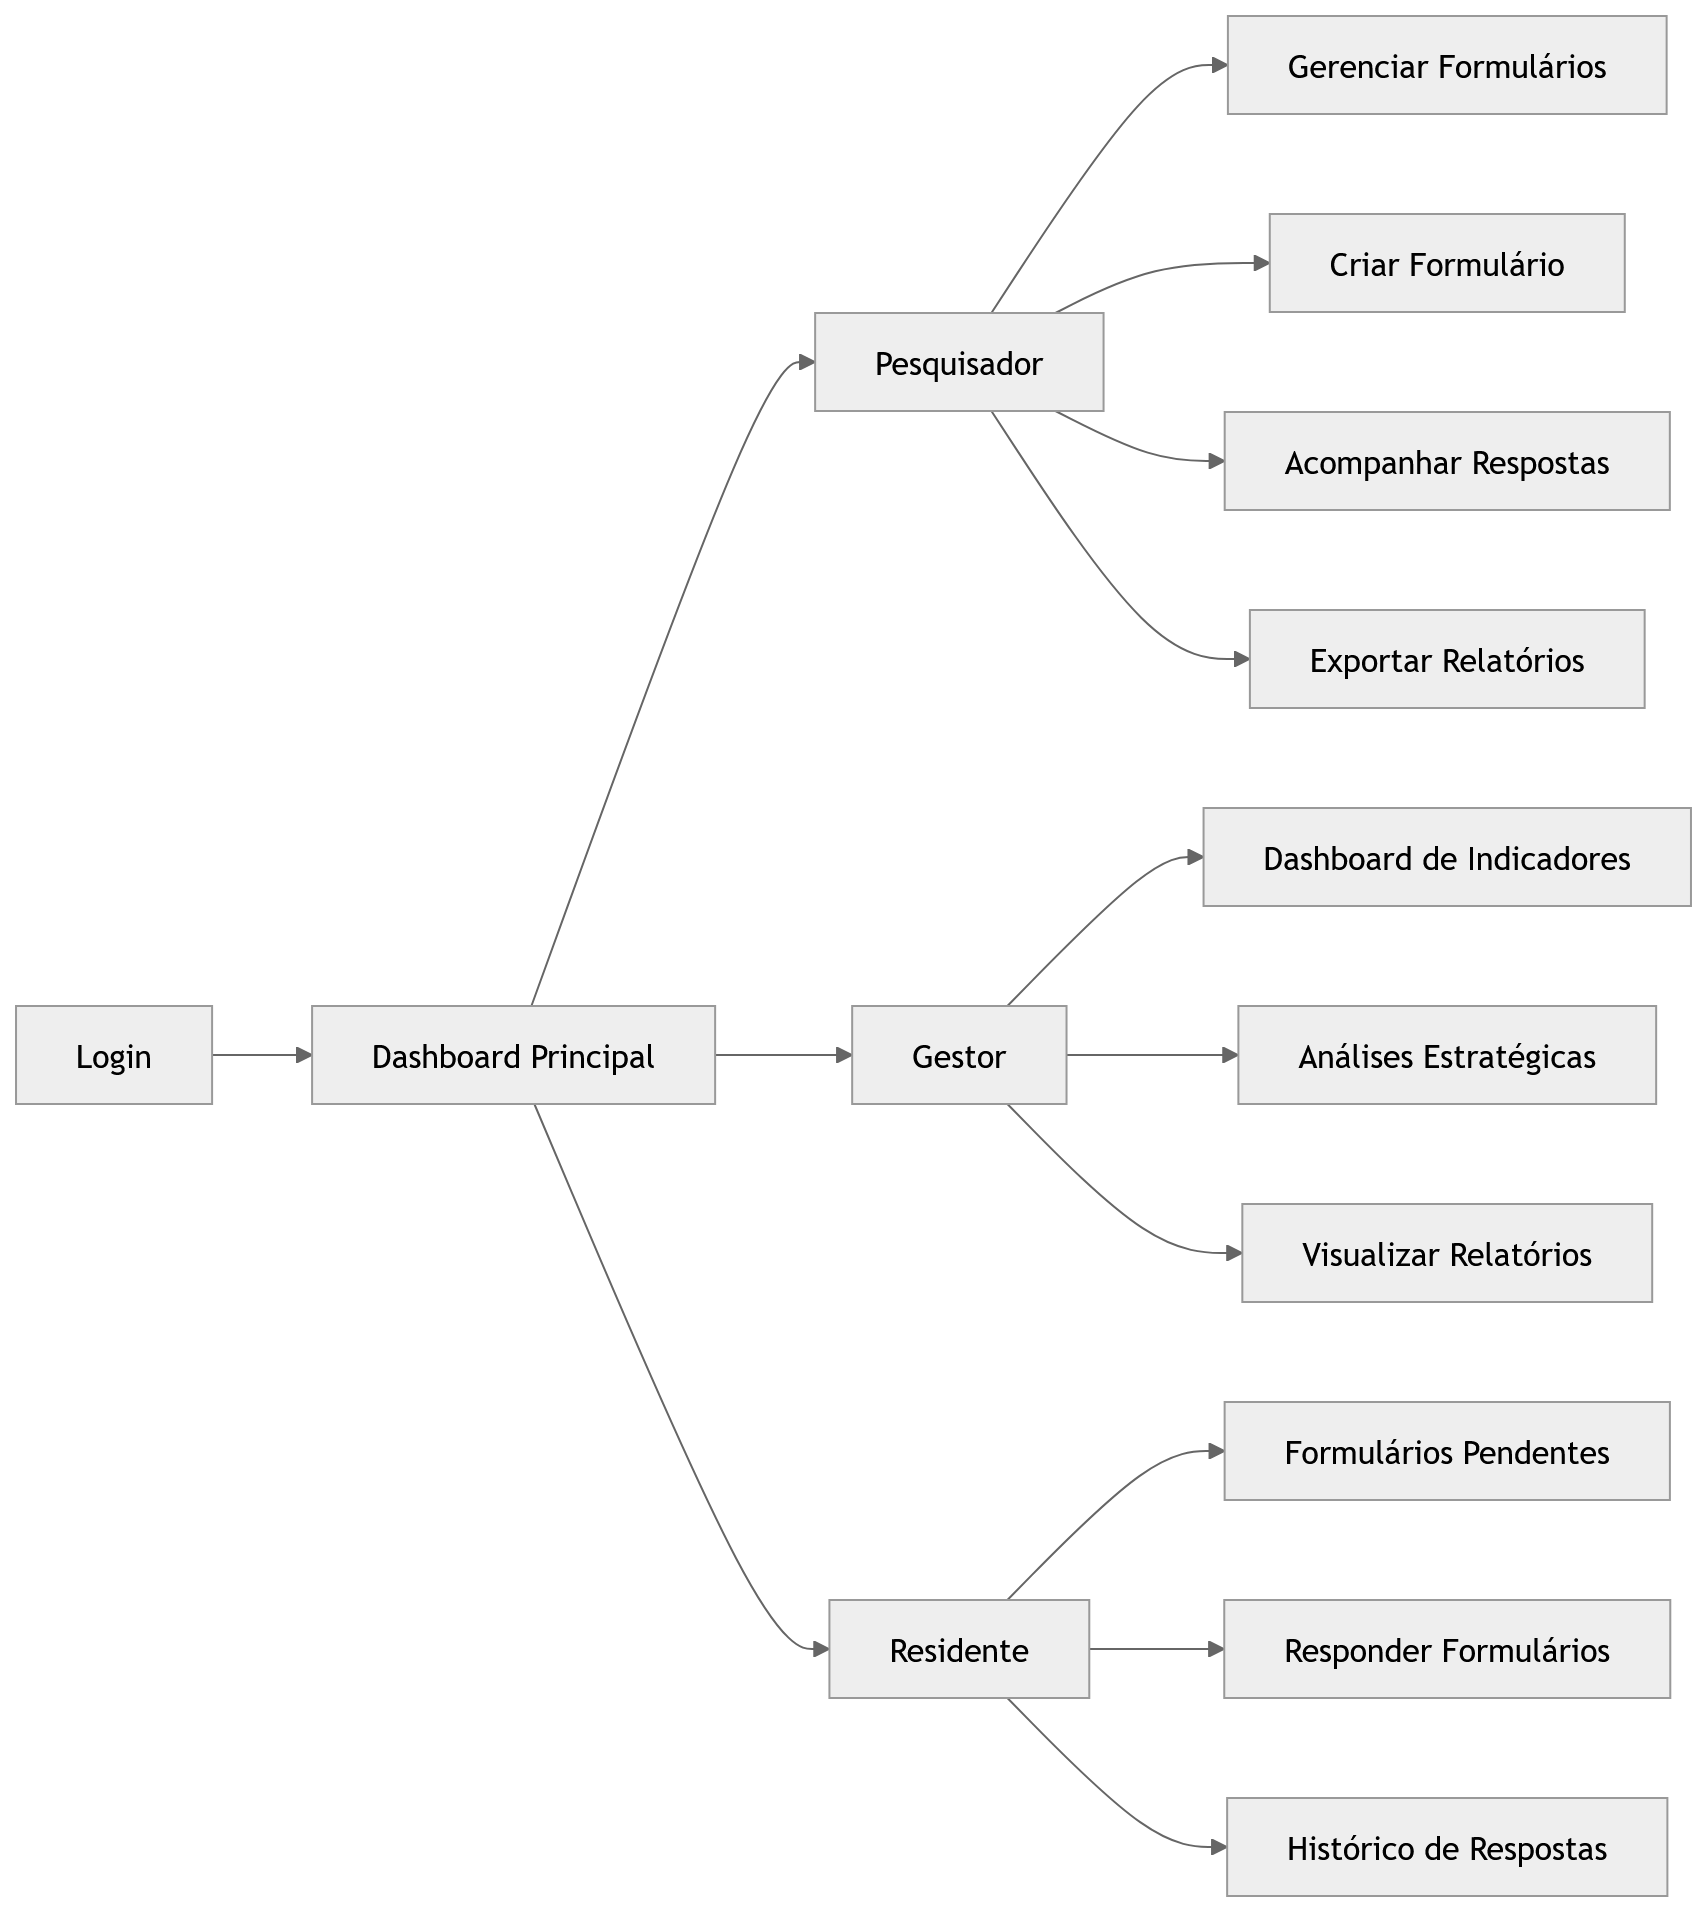 Gerenciar Formulários
Criar Formulário
Pesquisador
Acompanhar Respostas
Exportar Relatórios
Dashboard de Indicadores
Login
Dashboard Principal
Gestor
Análises Estratégicas
Visualizar Relatórios
Formulários Pendentes
Residente
Responder Formulários
Histórico de Respostas